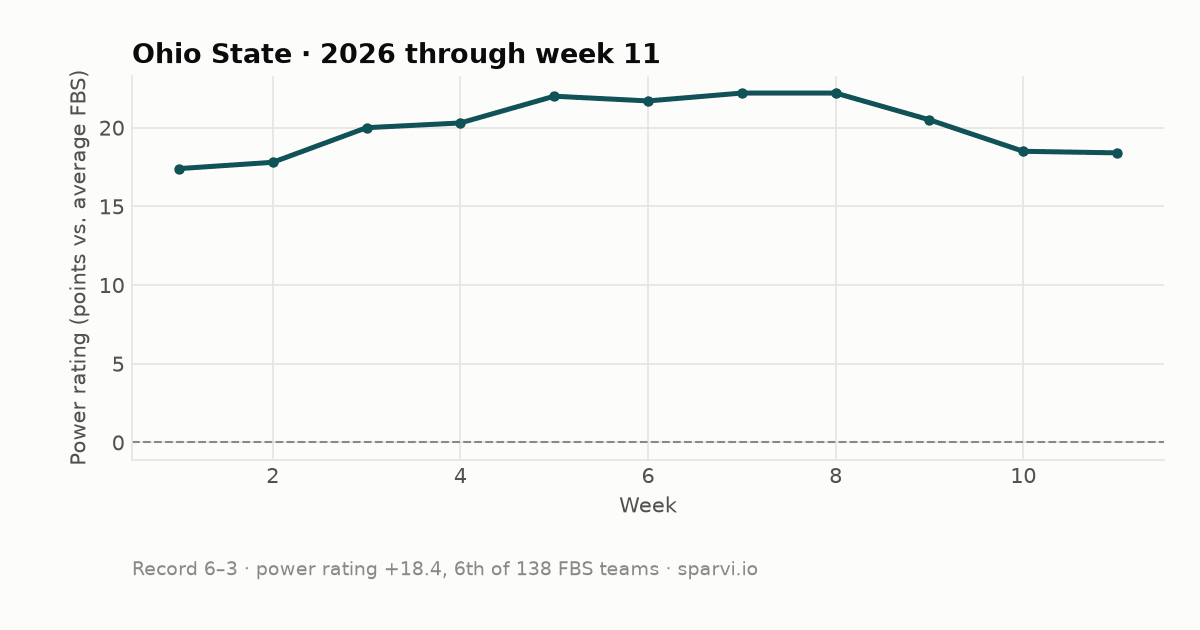 Ohio State · 2026 through week 11
Power rating (points vs. average FBS)
20
15
10
5
0
2 4 6 8 10
Week
Record 6–3 · power rating +18.4, 6th of 138 FBS teams · sparvi.io